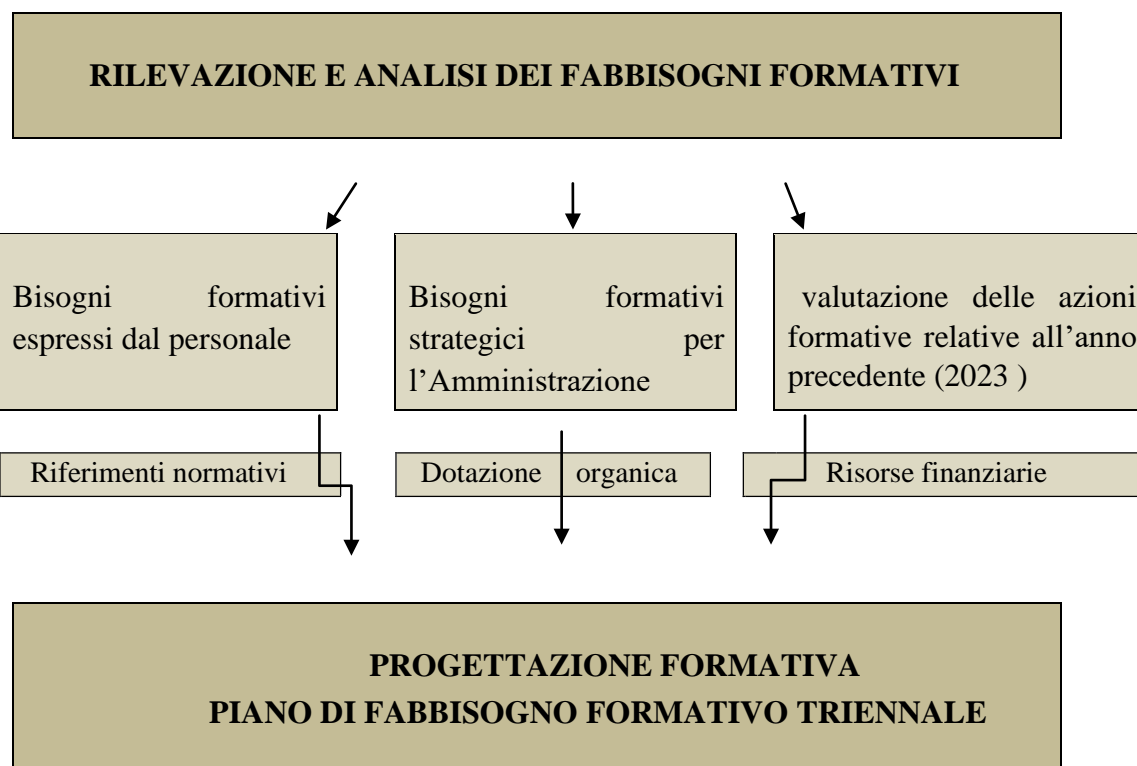 RILEVAZIONE E ANALISI DEI FABBISOGNI FORMATIVI
Bisogni formativi
espressi dal personale
Bisogni formativi
strategici per
l’Amministrazione
valutazione delle azioni
formative relative all’anno
precedente (2023 )
Riferimenti normativi
Dotazione organica
Risorse finanziarie
PROGETTAZIONE FORMATIVA
PIANO DI FABBISOGNO FORMATIVO TRIENNALE